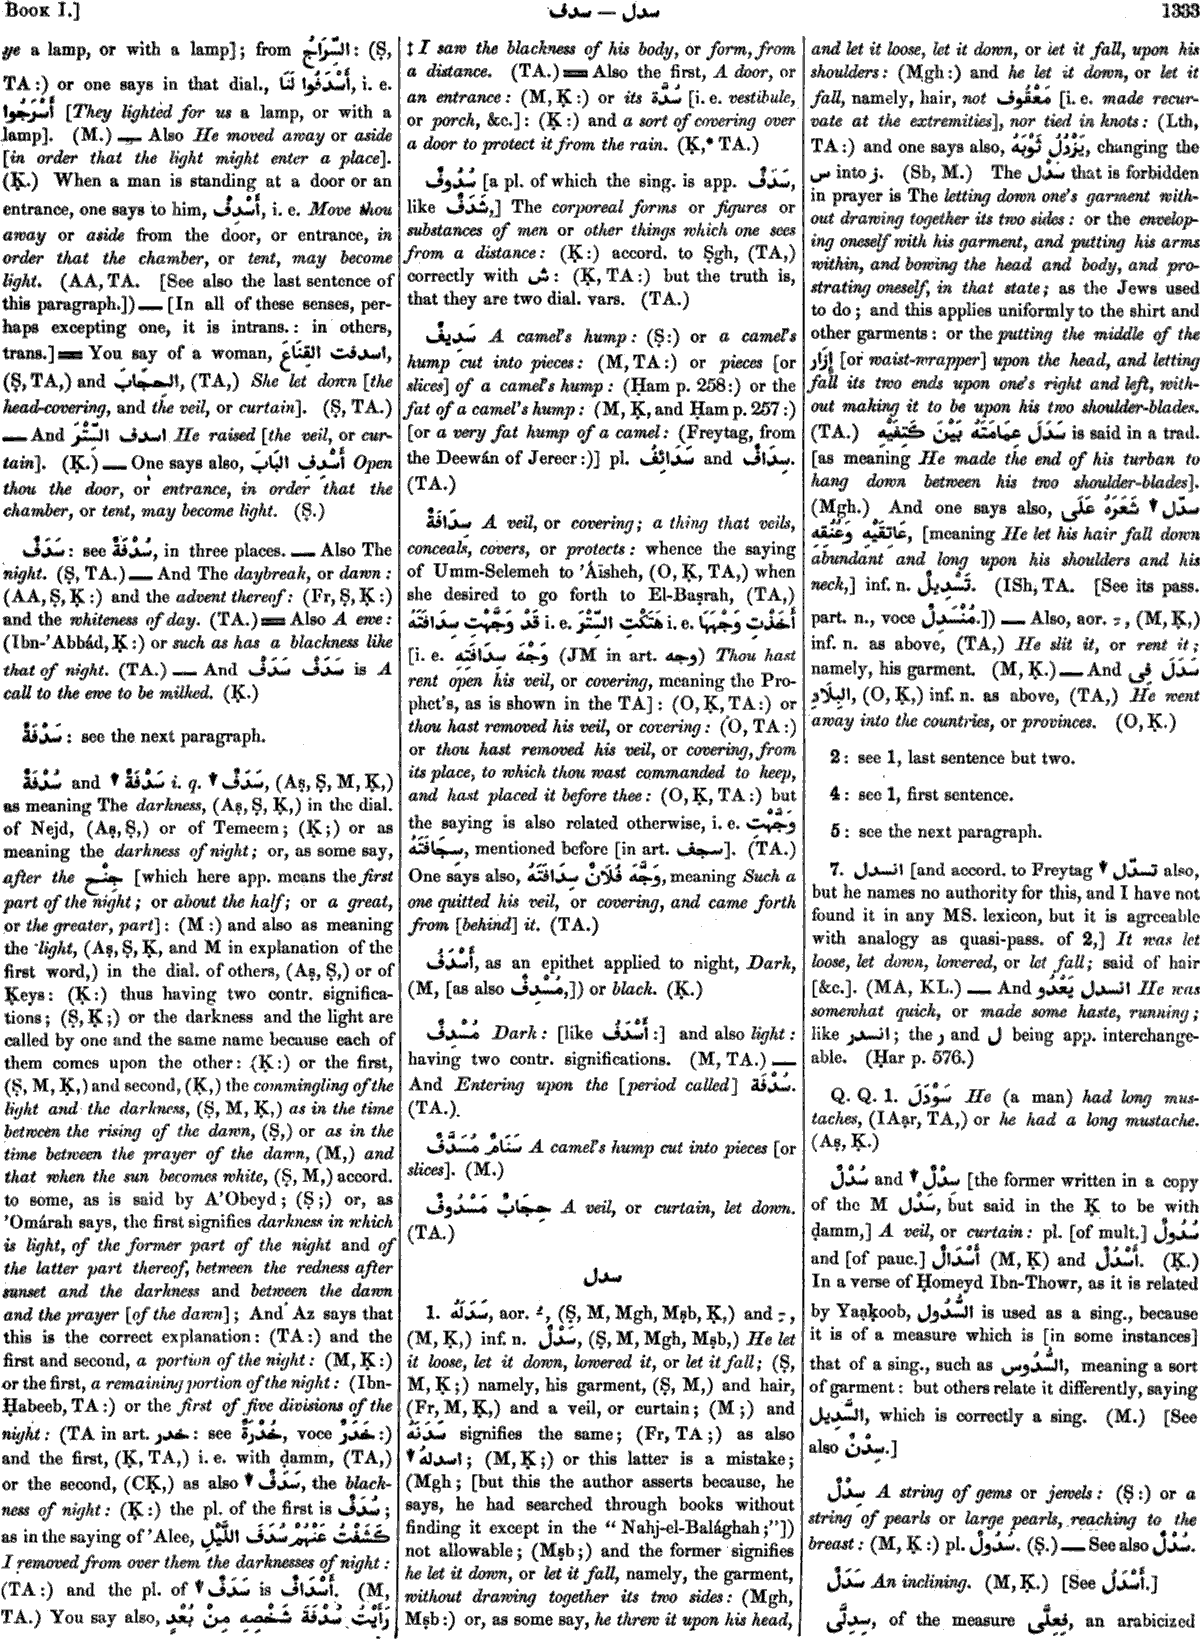 Book I.]
سدف — سدل
1333
ye a lamp, or with a lamp]; from السِّرَاجُ: (Ṣ,
TA:) or one says in that dial., أَسْدَفُوا لَنَا, i. e.
أَسْرَجُوا [They lighted for us a lamp, or with a
lamp]. (M.) — Also He moved away or aside
[in order that the light might enter a place].
(Ḳ.) When a man is standing at a door or an
entrance, one says to him, أَسْدِفْ, i. e. Move thou
away or aside from the door, or entrance, in
order that the chamber, or tent, may become
light. (AA, TA. [See also the last sentence of
this paragraph.]) — [In all of these senses, per-
haps excepting one, it is intrans.: in others,
trans.] ═ You say of a woman, اسدفت القِنَاعَ,
(Ṣ, TA,) and الحِجَابَ, (TA,) She let down [the
head-covering, and the veil, or curtain]. (Ṣ, TA.)
— And اسدف السِّتْرَ He raised [the veil, or cur-
tain]. (Ḳ.) — One says also, أَسْدِفِ البَابَ Open
thou the door, or entrance, in order that the
chamber, or tent, may become light. (Ṣ.)
سَدَفٌ: see سُدْفَةٌ, in three places. — Also The
night. (Ṣ, TA.) — And The daybreak, or dawn:
(AA, Ṣ, Ḳ:) and the advent thereof: (Fr, Ṣ, Ḳ:)
and the whiteness of day. (TA.) ═ Also A ewe:
(Ibn-'Abbád, Ḳ:) or such as has a blackness like
that of night. (TA.) — And سَدَفْ سَدَفْ is A
call to the ewe to be milked. (Ḳ.)
سَدْفَةٌ: see the next paragraph.
سُدْفَةٌ and ▾ سَدْفَةٌ i. q. ▾ سَدَفٌ, (Aṣ, Ṣ, M, Ḳ,)
as meaning The darkness, (Aṣ, Ṣ, Ḳ,) in the dial.
of Nejd, (Aṣ, Ṣ,) or of Temeem; (Ḳ;) or as
meaning the darkness of night; or, as some say,
after the جِنْح [which here app. means the first
part of the night; or about the half; or a great,
or the greater, part]: (M:) and also as meaning
the light, (Aṣ, Ṣ, Ḳ, and M in explanation of the
first word,) in the dial. of others, (Aṣ, Ṣ,) or of
Ḳeys: (Ḳ:) thus having two contr. significa-
tions; (Ṣ, Ḳ;) or the darkness and the light are
called by one and the same name because each of
them comes upon the other: (Ḳ:) or the first,
(Ṣ, M, Ḳ,) and second, (Ḳ,) the commingling of the
light and the darkness, (Ṣ, M, Ḳ,) as in the time
between the rising of the dawn, (Ṣ,) or as in the
time between the prayer of the dawn, (M,) and
that when the sun becomes white, (Ṣ, M,) accord.
to some, as is said by A'Obeyd; (Ṣ;) or, as
'Omárah says, the first signifies darkness in which
is light, of the former part of the night and of
the latter part thereof, between the redness after
sunset and the darkness and between the dawn
and the prayer [of the dawn]; And Az says that
this is the correct explanation: (TA:) and the
first and second, a portion of the night: (M, Ḳ:)
or the first, a remaining portion of the night: (Ibn-
Ḥabeeb, TA:) or the first of five divisions of the
night: (TA in art. خدر: see خُدْرَةٌ, voce خَدَرٌ:)
and the first, (Ḳ, TA,) i. e. with ḍamm, (TA,)
or the second, (CḲ,) as also ▾ سَدَفٌ, the black-
ness of night: (Ḳ:) the pl. of the first is سُدَفٌ;
as in the saying of 'Alee, كَشَفْتُ عَنْهُمْ سُدَفَ اللَّيْلِ
I removed from over them the darknesses of night:
(TA:) and the pl. of ▾ سَدَفٌ is أَسْدَافٌ. (M,
TA.) You say also, رَأَيْتُ سُدْفَةَ شَخْصِهِ مِنْ بُعْدٍ
‡ I saw the blackness of his body, or form, from
a distance. (TA.) ═ Also the first, A door, or
an entrance: (M, Ḳ:) or its سُدَّة [i. e. vestibule,
or porch, &c.]: (Ḳ:) and a sort of covering over
a door to protect it from the rain. (Ḳ,* TA.)
سُدُوفٌ [a pl. of which the sing. is app. سَدَفٌ,
like شَدَفٌ,] The corporeal forms or figures or
substances of men or other things which one sees
from a distance: (Ḳ:) accord. to Ṣgh, (TA,)
correctly with ش: (Ḳ, TA:) but the truth is,
that they are two dial. vars. (TA.)
سَدِيفٌ A camel's hump: (Ṣ:) or a camel's
hump cut into pieces: (M, TA:) or pieces [or
slices] of a camel's hump: (Ḥam p. 258:) or the
fat of a camel's hump: (M, Ḳ, and Ḥam p. 257:)
[or a very fat hump of a camel: (Freytag, from
the Deewán of Jereer:)] pl. سَدَائِفُ and سِدَافٌ.
(TA.)
سِدَافَةٌ A veil, or covering; a thing that veils,
conceals, covers, or protects: whence the saying
of Umm-Selemeh to 'Áïsheh, (O, Ḳ, TA,) when
she desired to go forth to El-Baṣrah, (TA,)
قَدْ وَجَّهْتِ سِدَافَتَهُ i. e. هَتَكْتِ السِّتْرَ i. e. أَخَذْتِ وَجْهَهَا
[i. e. وَجْهَ سِدَافَتِهِ (JM in art. وجه) Thou hast
rent open his veil, or covering, meaning the Pro-
phet's, as is shown in the TA]: (O, Ḳ, TA:) or
thou hast removed his veil, or covering: (O, TA:)
or thou hast removed his veil, or covering, from
its place, to which thou wast commanded to keep,
and hast placed it before thee: (O, Ḳ, TA:) but
the saying is also related otherwise, i. e. وَجَّهْتِ
سِجَافَتَهُ, mentioned before [in art. سجف]. (TA.)
One says also, وَجَّهَ فُلَانٌ سِدَافَتَهُ, meaning Such a
one quitted his veil, or covering, and came forth
from [behind] it. (TA.)
أَسْدَفُ, as an epithet applied to night, Dark,
(M, [as also مُسْدِفٌ,]) or black. (Ḳ.)
مُسْدِفٌ Dark: [like أَسْدَفُ:] and also light:
having two contr. significations. (M, TA.) —
And Entering upon the [period called] سُدْفَة.
(TA.)
سَنَامٌ مُسَدَّفٌ A camel's hump cut into pieces [or
slices]. (M.)
حِجَابٌ مَسْدُوفٌ A veil, or curtain, let down.
(TA.)
سدل
1. سَدَلَهُ, aor. ـُ, (Ṣ, M, Mgh, Mṣb, Ḳ,) and ـِ,
(M, Ḳ,) inf. n. سَدْلٌ, (Ṣ, M, Mgh, Mṣb,) He let
it loose, let it down, lowered it, or let it fall; (Ṣ,
M, Ḳ;) namely, his garment, (Ṣ, M,) and hair,
(Fr, M, Ḳ,) and a veil, or curtain; (M;) and
سَدَنَهُ signifies the same; (Fr, TA;) as also
▾ اسدلهُ; (M, Ḳ;) or this latter is a mistake;
(Mgh; [but this the author asserts because, he
says, he had searched through books without
finding it except in the “Nahj-el-Balághah;”])
not allowable; (Mṣb;) and the former signifies
he let it down, or let it fall, namely, the garment,
without drawing together its two sides: (Mgh,
Mṣb:) or, as some say, he threw it upon his head,
and let it loose, let it down, or let it fall, upon his
shoulders: (Mgh:) and he let it down, or let it
fall, namely, hair, not مَعْقُوف [i. e. made recur-
vate at the extremities], nor tied in knots: (Lth,
TA:) and one says also, يَزْدُلُ ثَوْبَهُ, changing the
س into ز. (Sb, M.) The سَدْل that is forbidden
in prayer is The letting down one's garment with-
out drawing together its two sides: or the envelop-
ing oneself with his garment, and putting his arms
within, and bowing the head and body, and pro-
strating oneself, in that state; as the Jews used
to do; and this applies uniformly to the shirt and
other garments: or the putting the middle of the
إِزَار [or waist-wrapper] upon the head, and letting
fall its two ends upon one's right and left, with-
out making it to be upon his two shoulder-blades.
(TA.) سَدَلَ عِمَامَتَهُ بَيْنَ كَتِفَيْهِ is said in a trad.
[as meaning He made the end of his turban to
hang down between his two shoulder-blades].
(Mgh.) And one says also, ▾ سدّل شَعَرَهُ عَلَى
عَاتِقَيْهِ وَعُنُقِهِ, [meaning He let his hair fall down
abundant and long upon his shoulders and his
neck,] inf. n. تَسْدِيلٌ. (ISh, TA. [See its pass.
part. n., voce مُنْسَدِلٌ.]) — Also, aor. ـِ, (M, Ḳ,)
inf. n. as above, (TA,) He slit it, or rent it;
namely, his garment. (M, Ḳ.) — And سَدَلَ فِى
البِلَادِ, (O, Ḳ,) inf. n. as above, (TA,) He went
away into the countries, or provinces. (O, Ḳ.)
2: see 1, last sentence but two.
4: see 1, first sentence.
5: see the next paragraph.
7. انسدل [and accord. to Freytag ▾ تسدّل also,
but he names no authority for this, and I have not
found it in any MS. lexicon, but it is agreeable
with analogy as quasi-pass. of 2,] It was let
loose, let down, lowered, or let fall; said of hair
[&c.]. (MA, KL.) — And انسدل يَعْدُو He was
somewhat quick, or made some haste, running;
like انسدر; the ر and ل being app. interchange-
able. (Ḥar p. 576.)
Q. Q. 1. سَوْدَلَ He (a man) had long mus-
taches, (IAạr, TA,) or he had a long mustache.
(Aṣ, Ḳ.)
سُدْلٌ and ▾ سِدْلٌ [the former written in a copy
of the M سَدْل, but said in the Ḳ to be with
ḍamm,] A veil, or curtain: pl. [of mult.] سُدُولٌ
and [of pauc.] أَسْدَالٌ (M, Ḳ) and أَسْدُلٌ. (Ḳ.)
In a verse of Ḥomeyd Ibn-Thowr, as it is related
by Yaạḳoob, السُّدُول is used as a sing., because
it is of a measure which is [in some instances]
that of a sing., such as السُّدُوس, meaning a sort
of garment: but others relate it differently, saying
السَّدِيل, which is correctly a sing. (M.) [See
also سِدْنٌ.]
سِدْلٌ A string of gems or jewels: (Ṣ:) or a
string of pearls or large pearls, reaching to the
breast: (M, Ḳ:) pl. سُدُولٌ. (Ṣ.) — See also سُدْلٌ.
سَدَلٌ An inclining. (M, Ḳ.) [See أَسْدَلُ.]
سِدِلَّى, of the measure فِعِلَّى, an arabicized